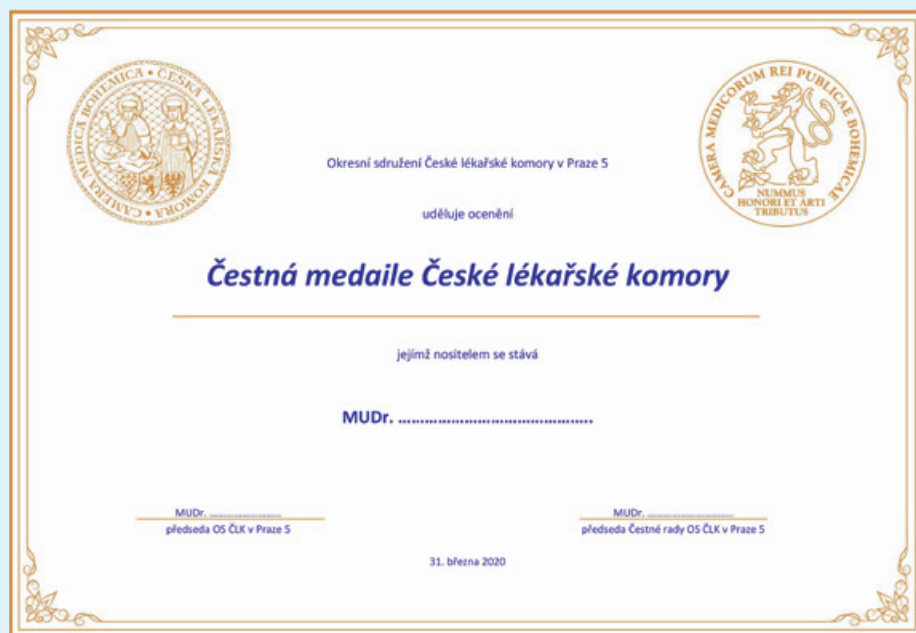 CAMERA MEDICA BOHEMICA • ČESKÁ LÉKAŘSKÁ KOMORA •
CAMERA MEDICORUM REI PUBLICAE BOHEMICAE
NUMMUS
HONORI ET ARTI
TRIBUTUS
Okresní sdružení České lékařské komory v Praze 5
uděluje ocenění
Čestná medaile České lékařské komory
jejímž nositelem se stává
MUDr. ................................................
MUDr. ............................
předseda OS ČLK v Praze 5
MUDr. .................................
předseda Čestné rady OS ČLK v Praze 5
31. března 2020